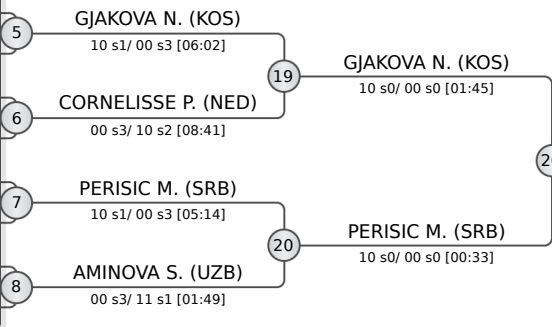 GJAKOVA N. (KOS)
5
10 s1/ 00 s3 [06:02]
19
GJAKOVA N. (KOS)
10 s0/ 00 s0 [01:45]
CORNELISSE P. (NED)
6
00 s3/ 10 s2 [08:41]
PERISIC M. (SRB)
7
10 s1/ 00 s3 [05:14]
20
PERISIC M. (SRB)
10 s0/ 00 s0 [00:33]
AMINOVA S. (UZB)
8
00 s3/ 11 s1 [01:49]